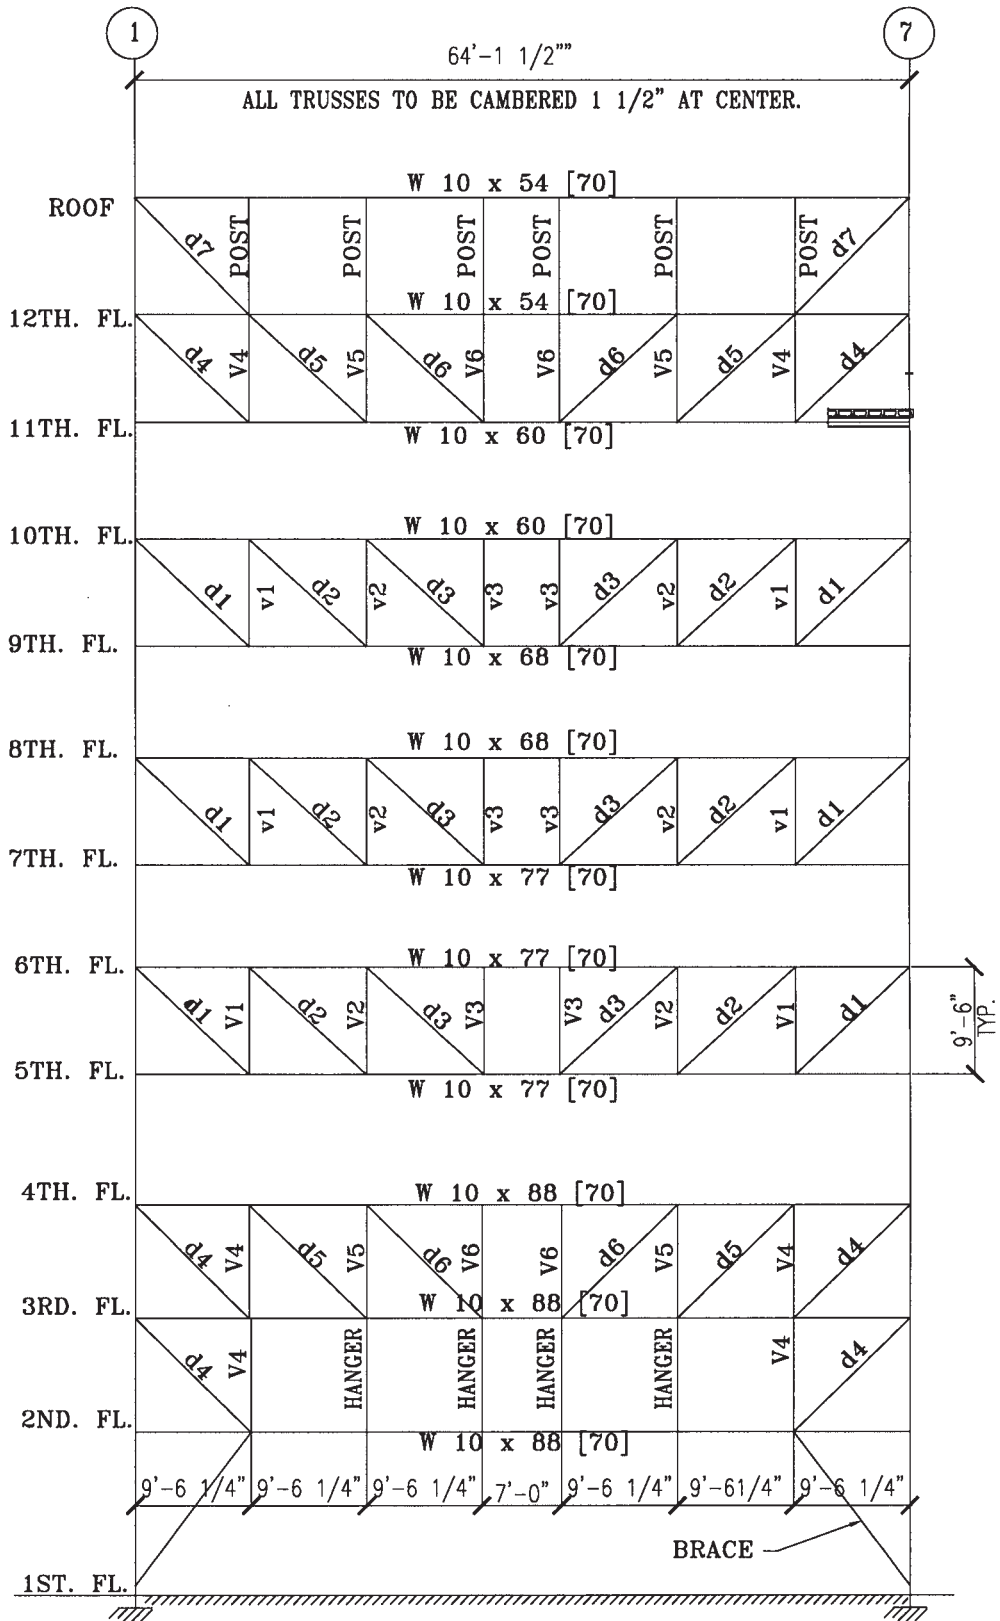 1 7
64'-1 1/2""
ALL TRUSSES TO BE CAMBERED 1 1/2" AT CENTER.
W 10 x 54 [70]
ROOF
d7 POST POST POST POST POST POST d7
W 10 x 54 [70]
12TH. FL.
d4 V4 d5 V5 d6 V6 V6 d6 V5 d5 V4 d4
11TH. FL.
W 10 x 60 [70]
W 10 x 60 [70]
10TH. FL.
d1 v1 d2 v2 d3 v3 v3 d3 v2 d2 v1 d1
9TH. FL.
W 10 x 68 [70]
W 10 x 68 [70]
8TH. FL.
d1 v1 d2 v2 d3 v3 v3 d3 v2 d2 v1 d1
7TH. FL.
W 10 x 77 [70]
W 10 x 77 [70]
6TH. FL.
d1 V1 d2 V2 d3 V3 V3 d3 V2 d2 V1 d1
9'-6"
TYP.
5TH. FL.
W 10 x 77 [70]
4TH. FL.
W 10 x 88 [70]
d4 V4 d5 V5 d6 V6 V6 d6 V5 d5 V4 d4
3RD. FL.
W 10 x 88 [70]
d4 V4 HANGER HANGER HANGER HANGER V4 d4
2ND. FL.
W 10 x 88 [70]
9'-6 1/4" 9'-6 1/4" 9'-6 1/4" 7'-0" 9'-6 1/4" 9'-61/4" 9'-6 1/4"
BRACE
1ST. FL.